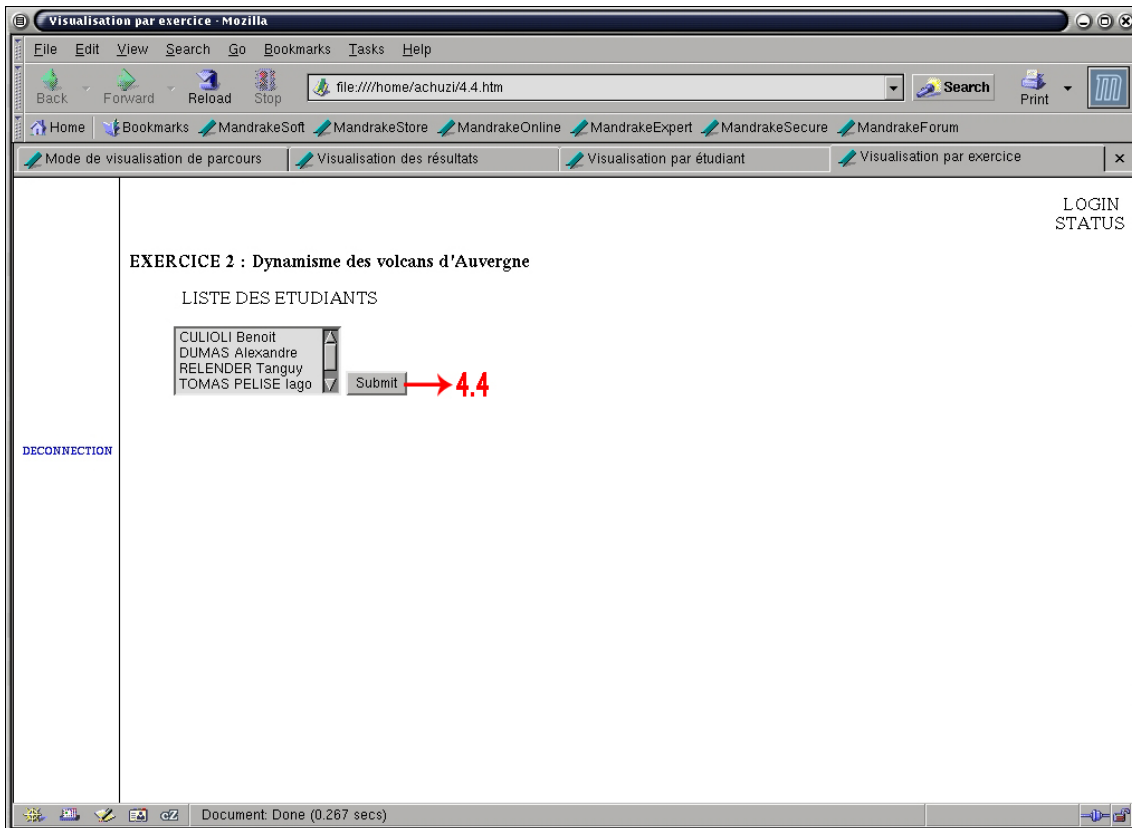 Visualisation par exercice - Mozilla
File Edit View Search Go Bookmarks Tasks Help
Back Forward Reload Stop file:////home/achuzi/4.4.htm Search Print
Home Bookmarks MandrakeSoft MandrakeStore MandrakeOnline MandrakeExpert MandrakeSecure MandrakeForum
Mode de visualisation de parcours Visualisation des résultats Visualisation par étudiant Visualisation par exercice
LOGIN
STATUS
EXERCICE 2 : Dynamisme des volcans d'Auvergne
LISTE DES ETUDIANTS
CULIOLI Benoit
DUMAS Alexandre
RELENDER Tanguy
TOMAS PELISE Iago
Submit 4.4
DECONNECTION
Document: Done (0.267 secs)